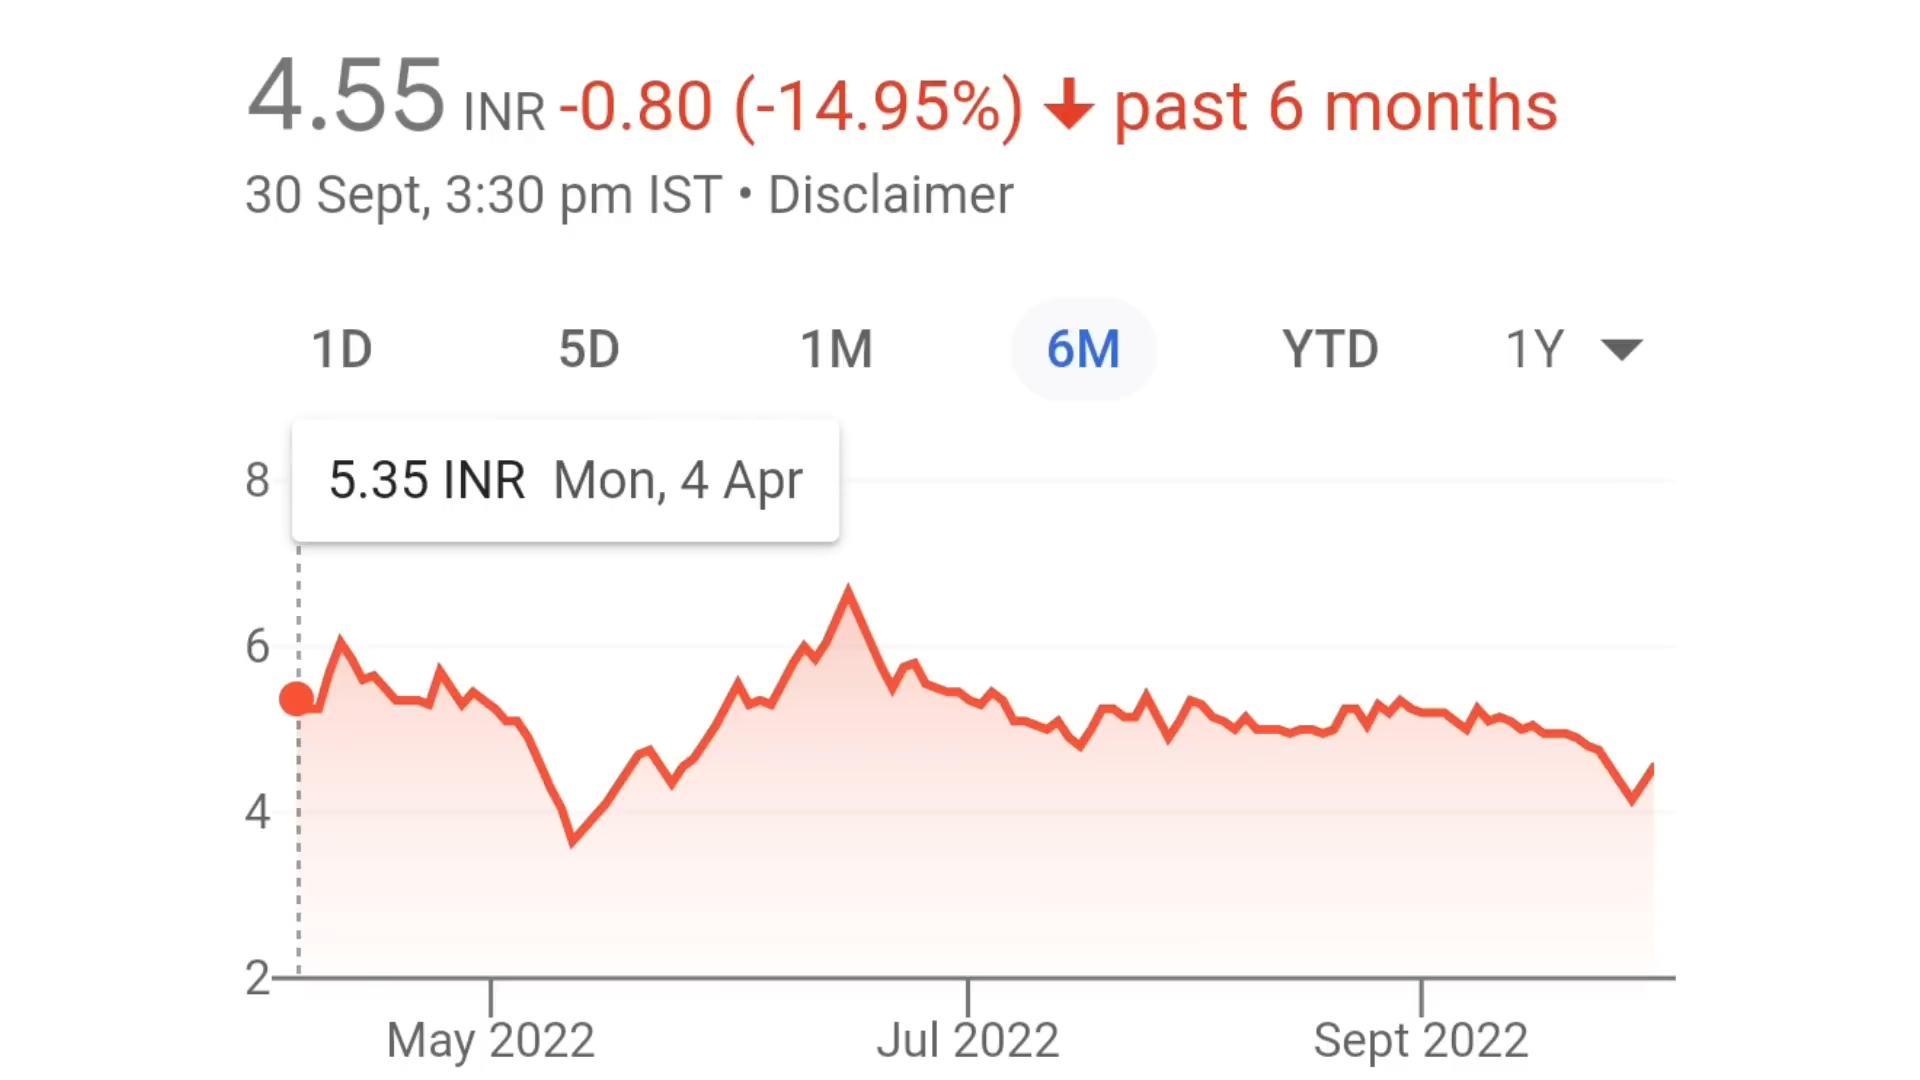 4.55 INR -0.80 (-14.95%) ↓ past 6 months
30 Sept, 3:30 pm IST • Disclaimer
1D 5D 1M 6M YTD 1Y
5.35 INR Mon, 4 Apr
8
6
4
2
May 2022 Jul 2022 Sept 2022